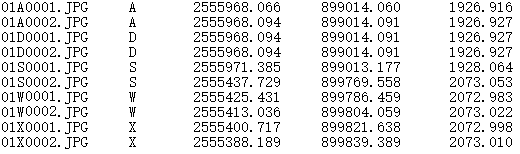 01A0001.JPG A 2555968.066 899014.060 1926.916
01A0002.JPG A 2555968.094 899014.091 1926.927
01D0001.JPG D 2555968.094 899014.091 1926.927
01D0002.JPG D 2555968.094 899014.091 1926.927
01S0001.JPG S 2555971.385 899013.177 1928.064
01S0002.JPG S 2555437.729 899769.558 2073.053
01W0001.JPG W 2555425.431 899786.459 2072.983
01W0002.JPG W 2555413.036 899804.059 2073.022
01X0001.JPG X 2555400.717 899821.638 2072.998
01X0002.JPG X 2555388.189 899839.389 2073.010